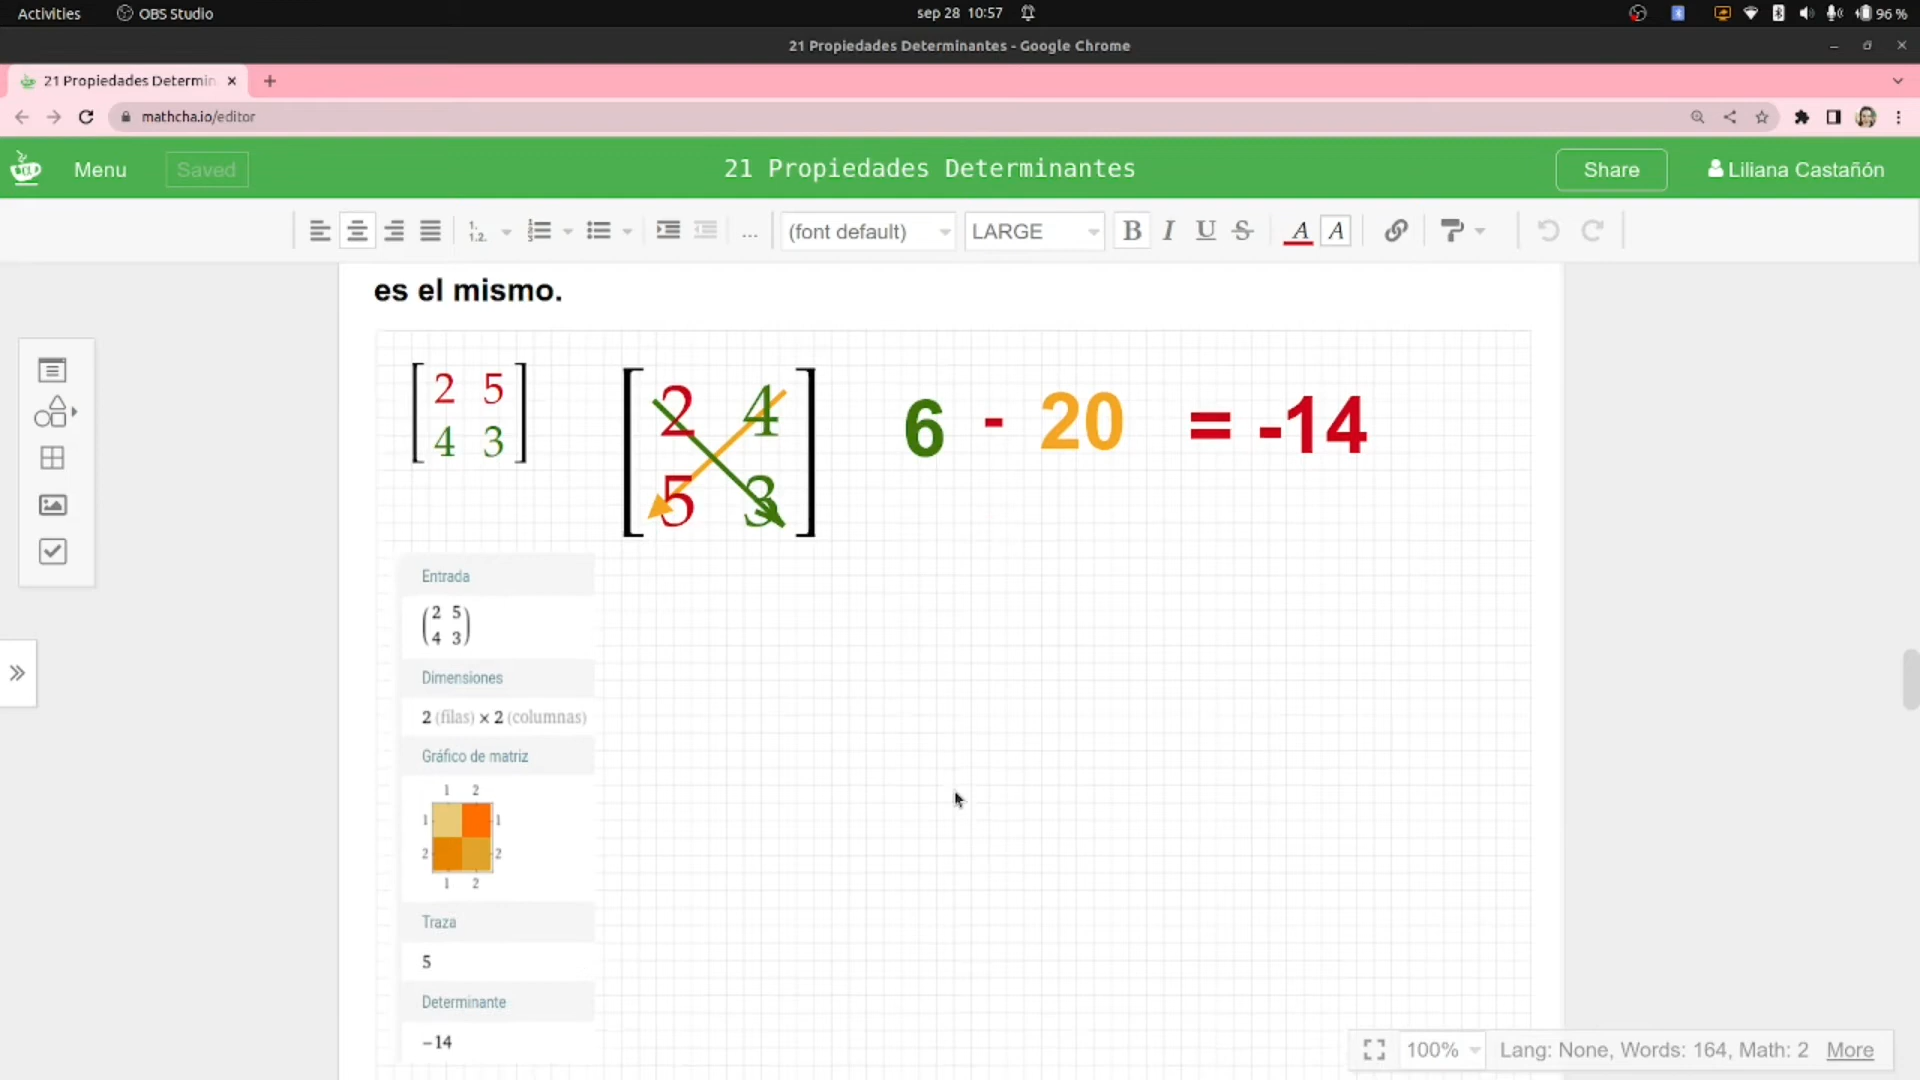 Activities OBS Studio sep 28 10:57 96 %
21 Propiedades Determinantes - Google Chrome
21 Propiedades Determin
mathcha.io/editor
Menu Saved 21 Propiedades Determinantes Share Liliana Castañón
(font default) LARGE B I U S A A
es el mismo.
2 5
4 3
2 4
5 3
6 - 20 = -14
Entrada
2 5
4 3
Dimensiones
2 (filas) × 2 (columnas)
Gráfico de matriz
1 2
1 1
2 2
1 2
Traza
5
Determinante
-14
100% Lang: None, Words: 164, Math: 2 More